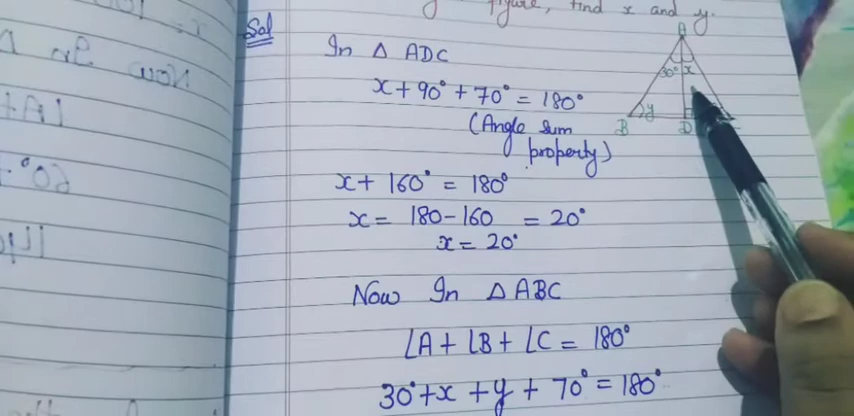 figure, find x and y.
Sol
In △ ADC
x + 90° + 70° = 180°
(Angle sum
property)
x + 160° = 180°
x = 180 - 160 = 20°
x = 20°
Now In △ ABC
∠A + ∠B + ∠C = 180°
30° + x + y + 70° = 180°
A
30° x
y
B D